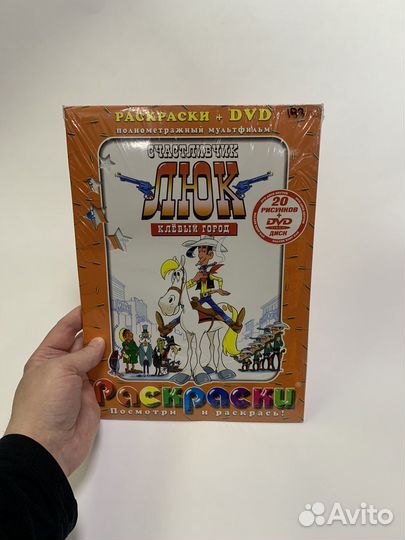 РАСКРАСКИ + DVD
полнометражный мультфильм
СЧАСТЛИВЧИК
ЛЮК
КЛЁВЫЙ ГОРОД
20
РИСУНКОВ
DVD
ДИСК
Раскраски
Посмотри и раскрась!
Avito